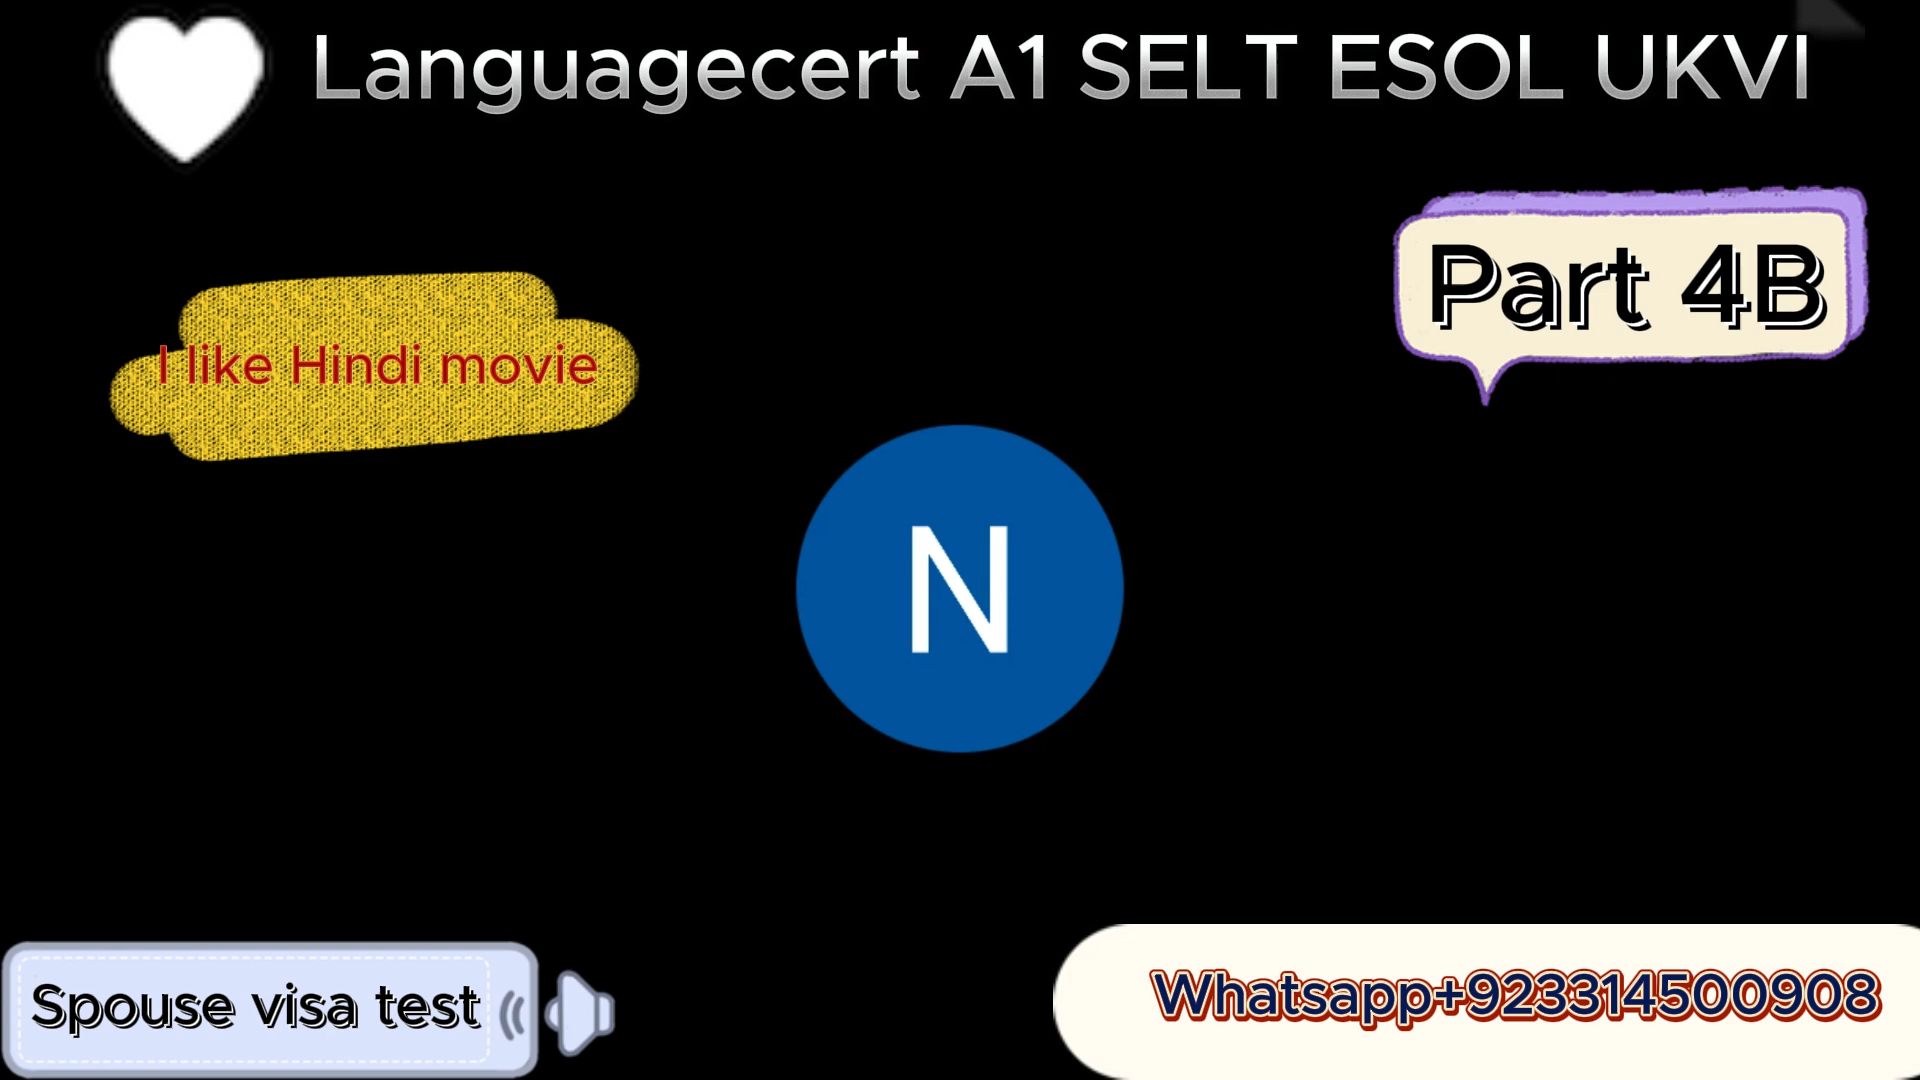 Languagecert A1 SELT ESOL UKVI
Part 4B
I like Hindi movie
N
Spouse visa test
Whatsapp+923314500908